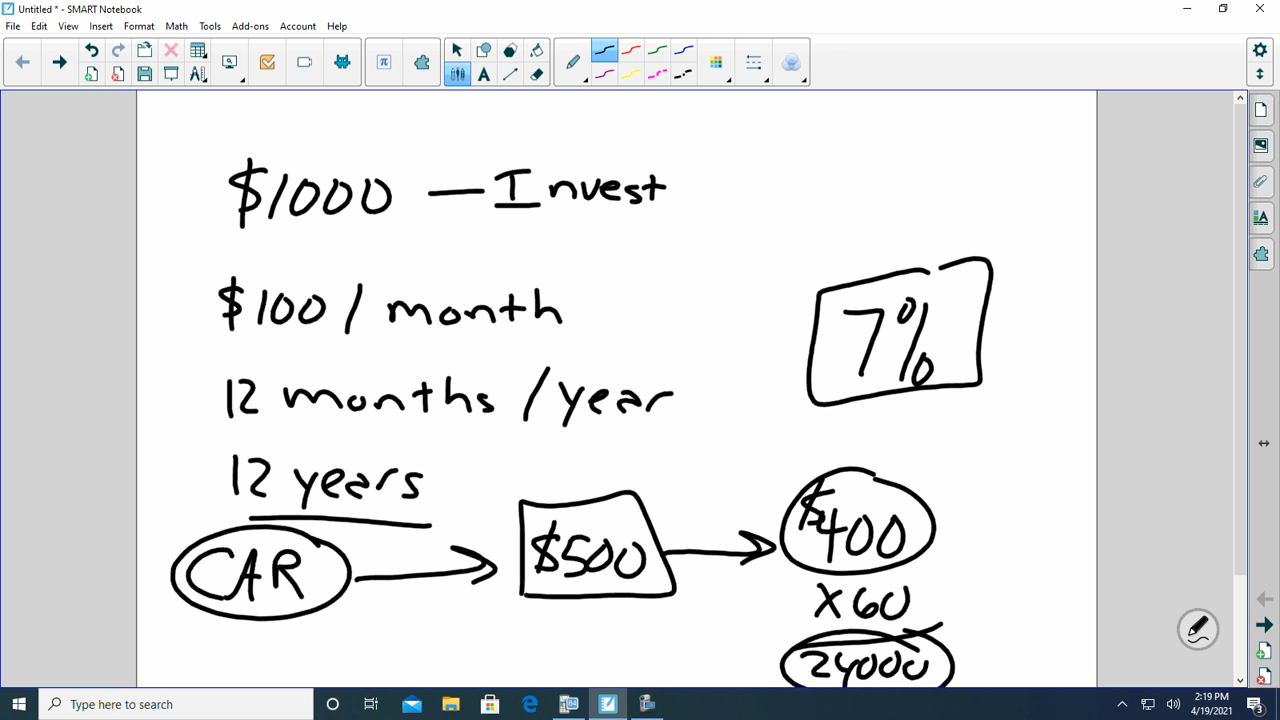 Untitled * - SMART Notebook
File Edit View Insert Format Math Tools Add-ons Account Help
$1000 — Invest
$100 / month
7%
12 months / year
12 years
CAR
$500
$400
X60
24000
Type here to search
2:19 PM
4/19/2021
3